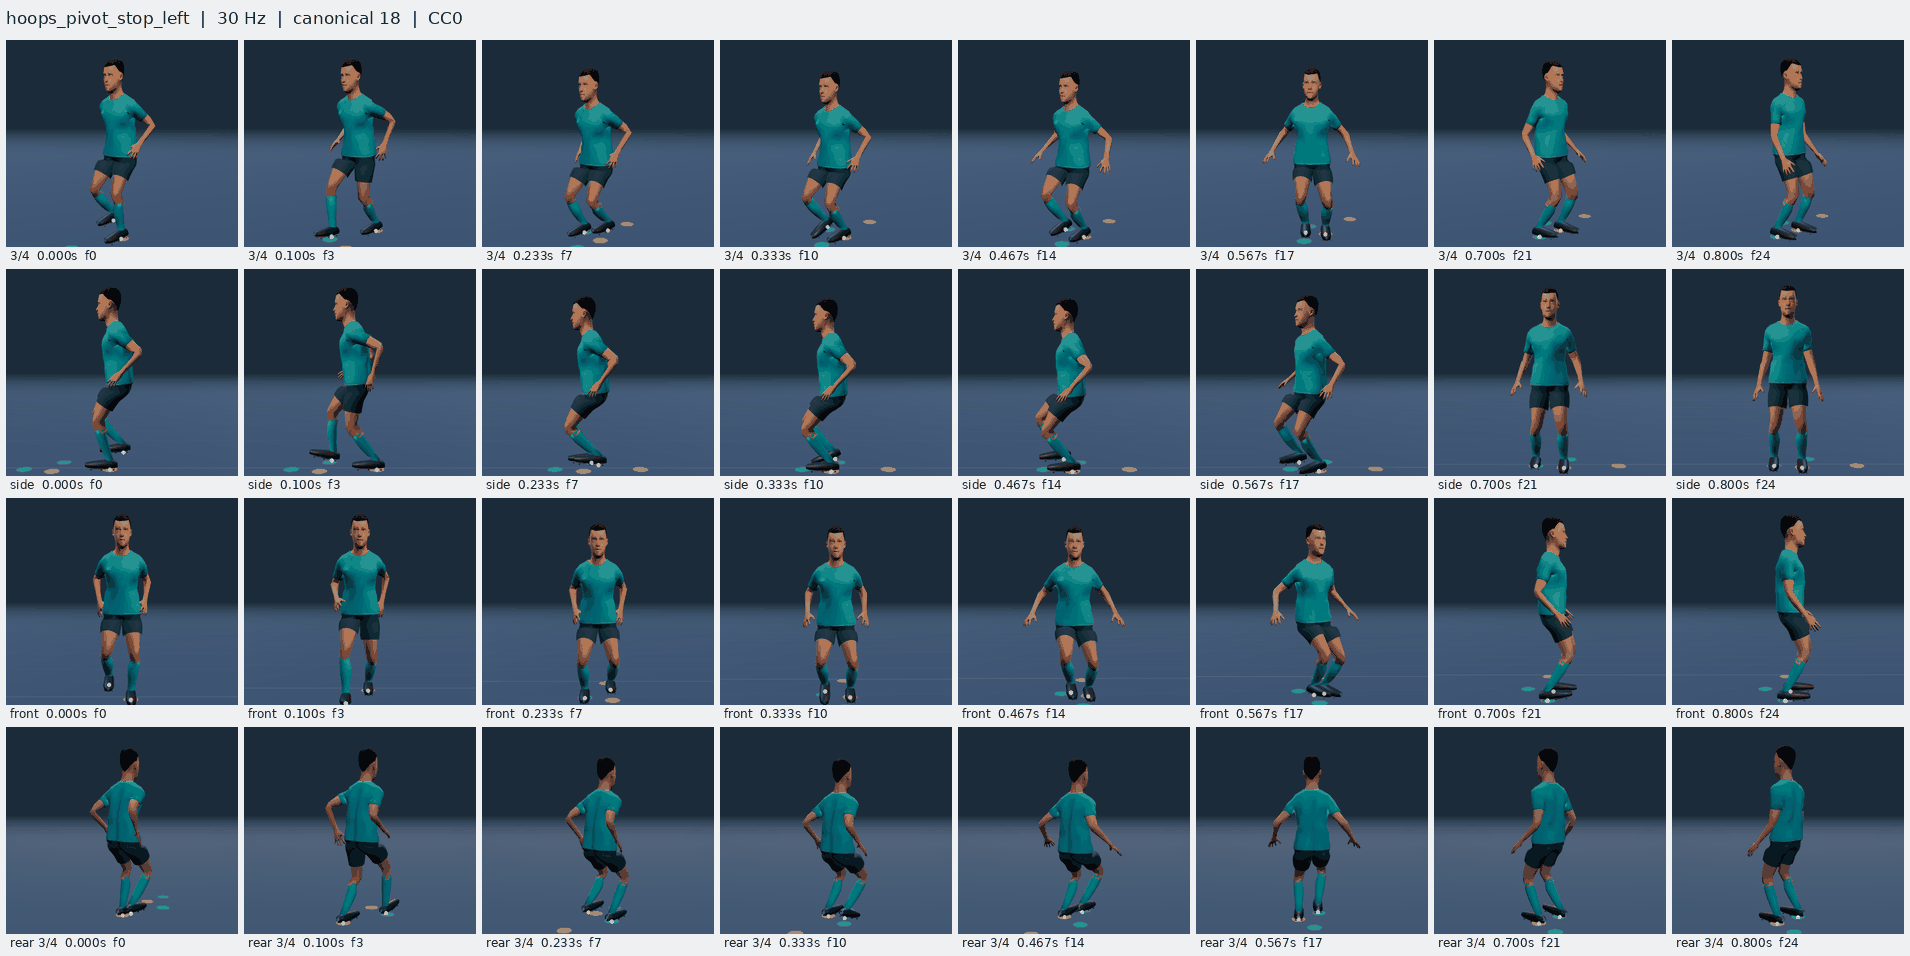 hoops_pivot_stop_left | 30 Hz | canonical 18 | CC0
3/4 0.000s f0
3/4 0.100s f3
3/4 0.233s f7
3/4 0.333s f10
3/4 0.467s f14
3/4 0.567s f17
3/4 0.700s f21
3/4 0.800s f24
side 0.000s f0
side 0.100s f3
side 0.233s f7
side 0.333s f10
side 0.467s f14
side 0.567s f17
side 0.700s f21
side 0.800s f24
front 0.000s f0
front 0.100s f3
front 0.233s f7
front 0.333s f10
front 0.467s f14
front 0.567s f17
front 0.700s f21
front 0.800s f24
rear 3/4 0.000s f0
rear 3/4 0.100s f3
rear 3/4 0.233s f7
rear 3/4 0.333s f10
rear 3/4 0.467s f14
rear 3/4 0.567s f17
rear 3/4 0.700s f21
rear 3/4 0.800s f24